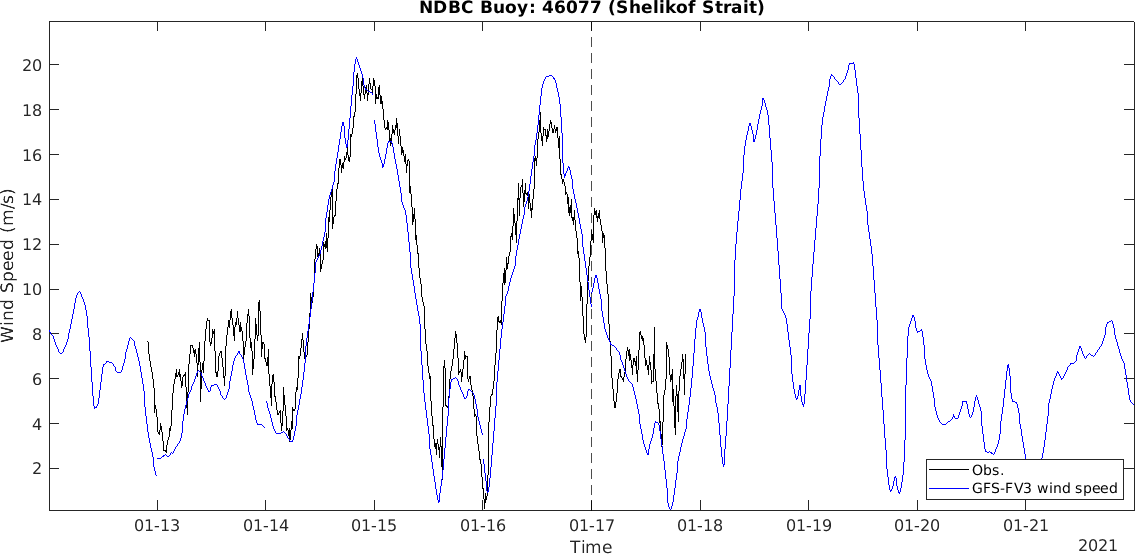 NDBC Buoy: 46077 (Shelikof Strait)
Wind Speed (m/s)
20
18
16
14
12
10
8
6
4
2
Obs.
GFS-FV3 wind speed
01-13 01-14 01-15 01-16 01-17 01-18 01-19 01-20 01-21
Time
2021